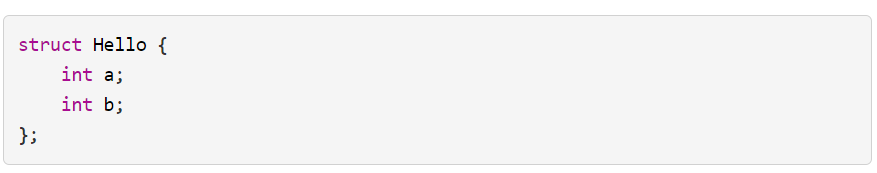 struct Hello {
    int a;
    int b;
};